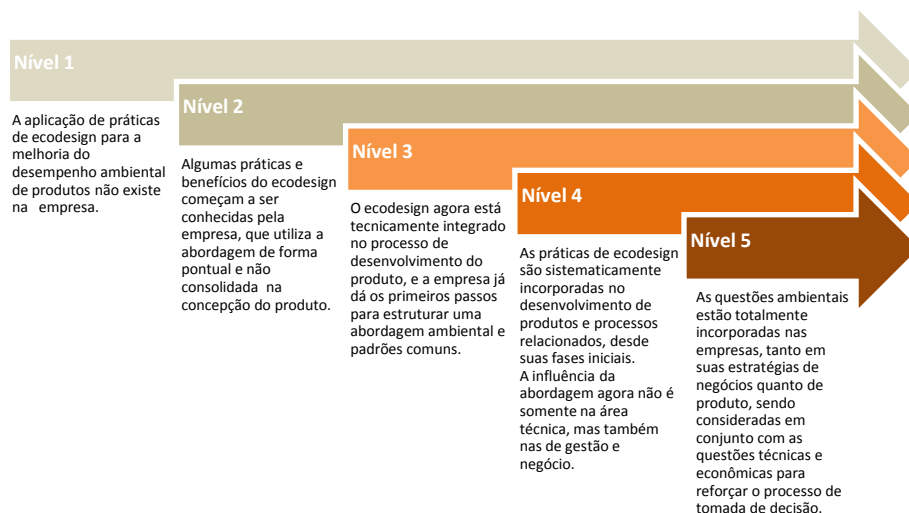 Nível 1
A aplicação de práticas
de ecodesign para a
melhoria do
desempenho ambiental
de produtos não existe
na empresa.
Nível 2
Algumas práticas e
benefícios do ecodesign
começam a ser
conhecidas pela
empresa, que utiliza a
abordagem de forma
pontual e não
consolidada na
concepção do produto.
Nível 3
O ecodesign agora está
tecnicamente integrado
no processo de
desenvolvimento do
produto, e a empresa já
dá os primeiros passos
para estruturar uma
abordagem ambiental e
padrões comuns.
Nível 4
As práticas de ecodesign
são sistematicamente
incorporadas no
desenvolvimento de
produtos e processos
relacionados, desde
suas fases iniciais.
A influência da
abordagem agora não é
somente na área
técnica, mas também
nas de gestão e
negócio.
Nível 5
As questões ambientais
estão totalmente
incorporadas nas
empresas, tanto em
suas estratégias de
negócios quanto de
produto, sendo
consideradas em
conjunto com as
questões técnicas e
econômicas para
reforçar o processo de
tomada de decisão.